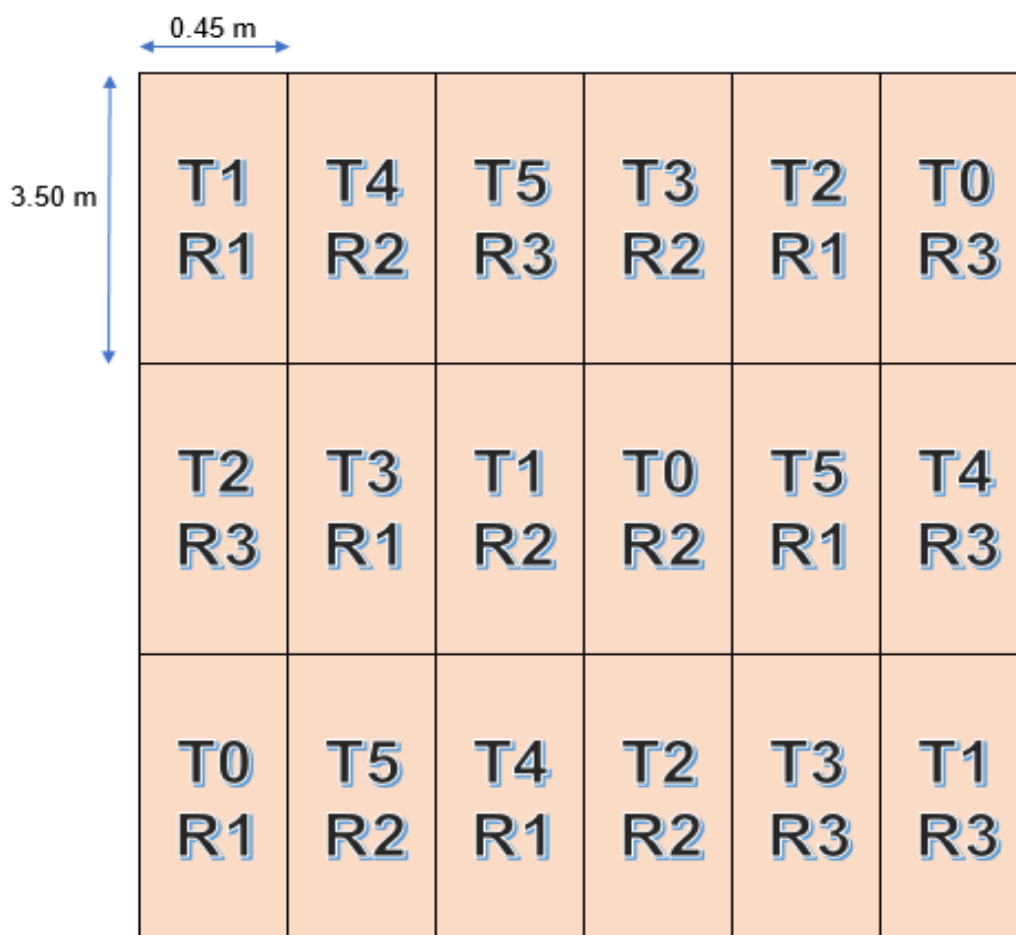 0.45 m
3.50 m
T1 T4 T5 T3 T2 T0
R1 R2 R3 R2 R1 R3
T2 T3 T1 T0 T5 T4
R3 R1 R2 R2 R1 R3
T0 T5 T4 T2 T3 T1
R1 R2 R1 R2 R3 R3